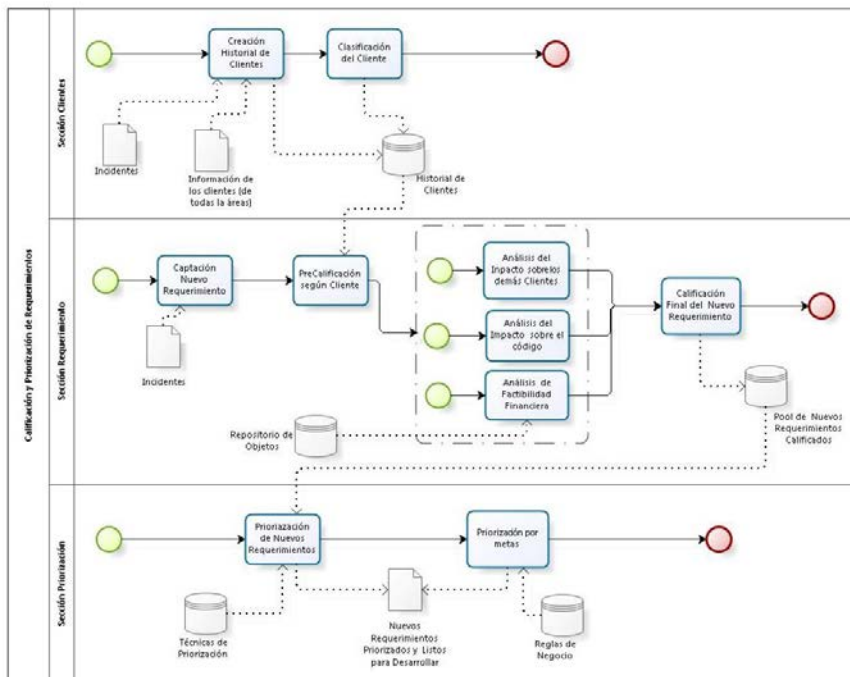 Calificación y Priorización de Requerimientos
Sección Clientes
Creación
Historial de
Clientes
Clasificación
del Cliente
Incidentes
Información de
los clientes (de
todas la áreas)
Historial de
Clientes
Sección Requerimiento
Captación
Nuevo
Requerimiento
PreCalificación
según Cliente
Análisis del
Impacto sobrelos
demás Clientes
Análisis del
Impacto sobre el
código
Análisis de
Factibilidad
Financiera
Calificación
Final del Nuevo
Requerimiento
Incidentes
Repositorio de
Objetos
Pool de Nuevos
Requerimientos
Calificados
Sección Priorización
Priorización
de Nuevos
Requerimientos
Priorización por
metas
Técnicas de
Priorización
Nuevos
Requerimientos
Priorizados y Listos
para Desarrollar
Reglas de
Negocio